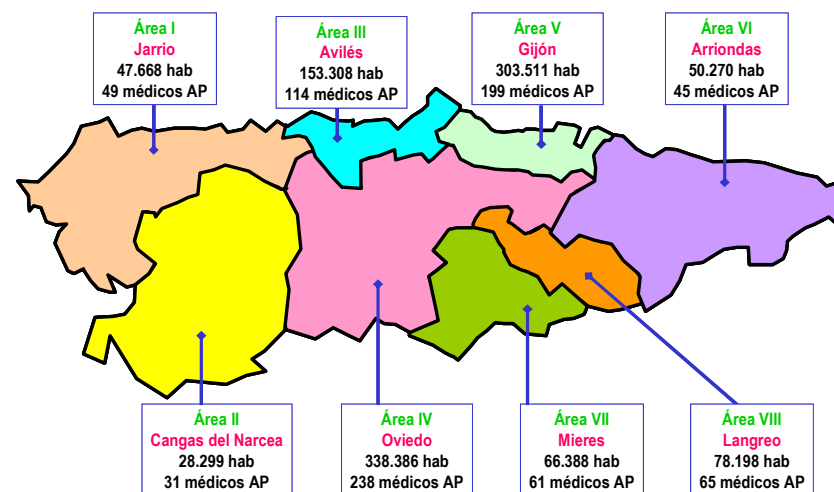 Área I
Jarrio
47.668 hab
49 médicos AP
Área III
Avilés
153.308 hab
114 médicos AP
Área V
Gijón
303.511 hab
199 médicos AP
Área VI
Arriondas
50.270 hab
45 médicos AP
Área II
Cangas del Narcea
28.299 hab
31 médicos AP
Área IV
Oviedo
338.386 hab
238 médicos AP
Área VII
Mieres
66.388 hab
61 médicos AP
Área VIII
Langreo
78.198 hab
65 médicos AP